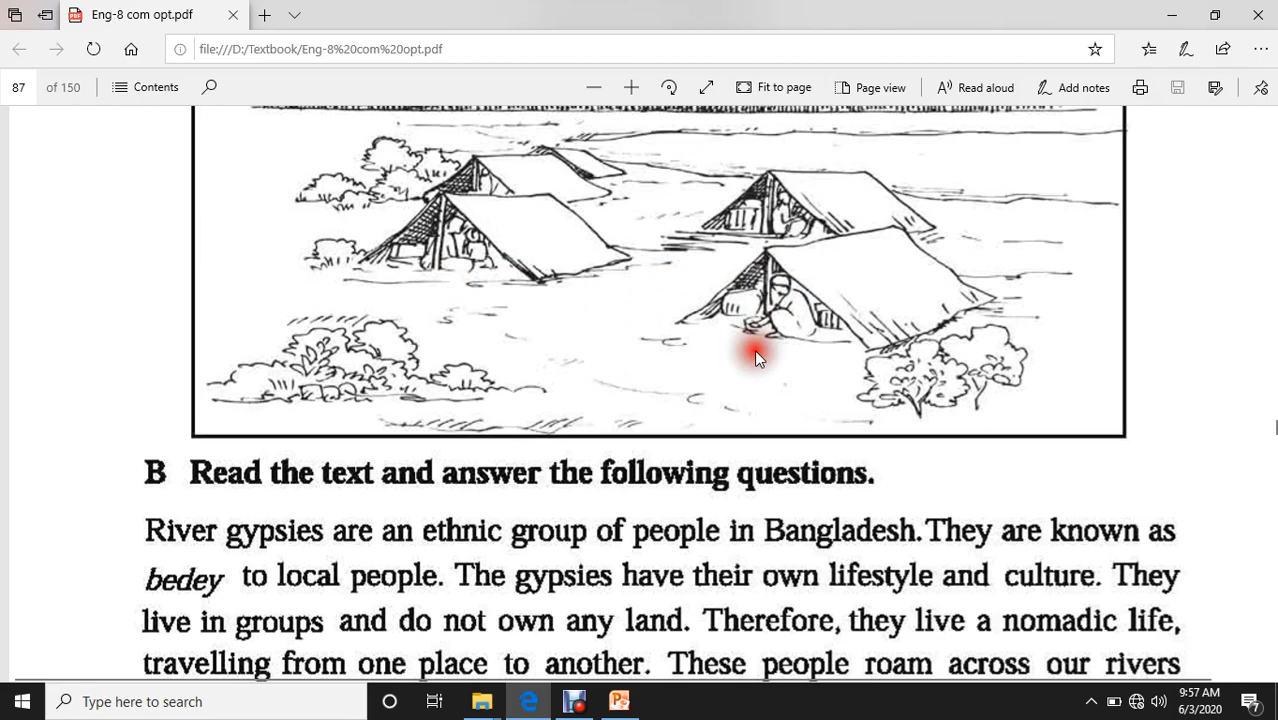 Eng-8 com opt.pdf
file:///D:/Textbook/Eng-8%20com%20opt.pdf
87 of 150 Contents Fit to page Page view Read aloud Add notes
B Read the text and answer the following questions.
River gypsies are an ethnic group of people in Bangladesh. They are known as
bedey to local people. The gypsies have their own lifestyle and culture. They
live in groups and do not own any land. Therefore, they live a nomadic life,
travelling from one place to another. These people roam across our rivers
Type here to search
9:57 AM
6/3/2020
7